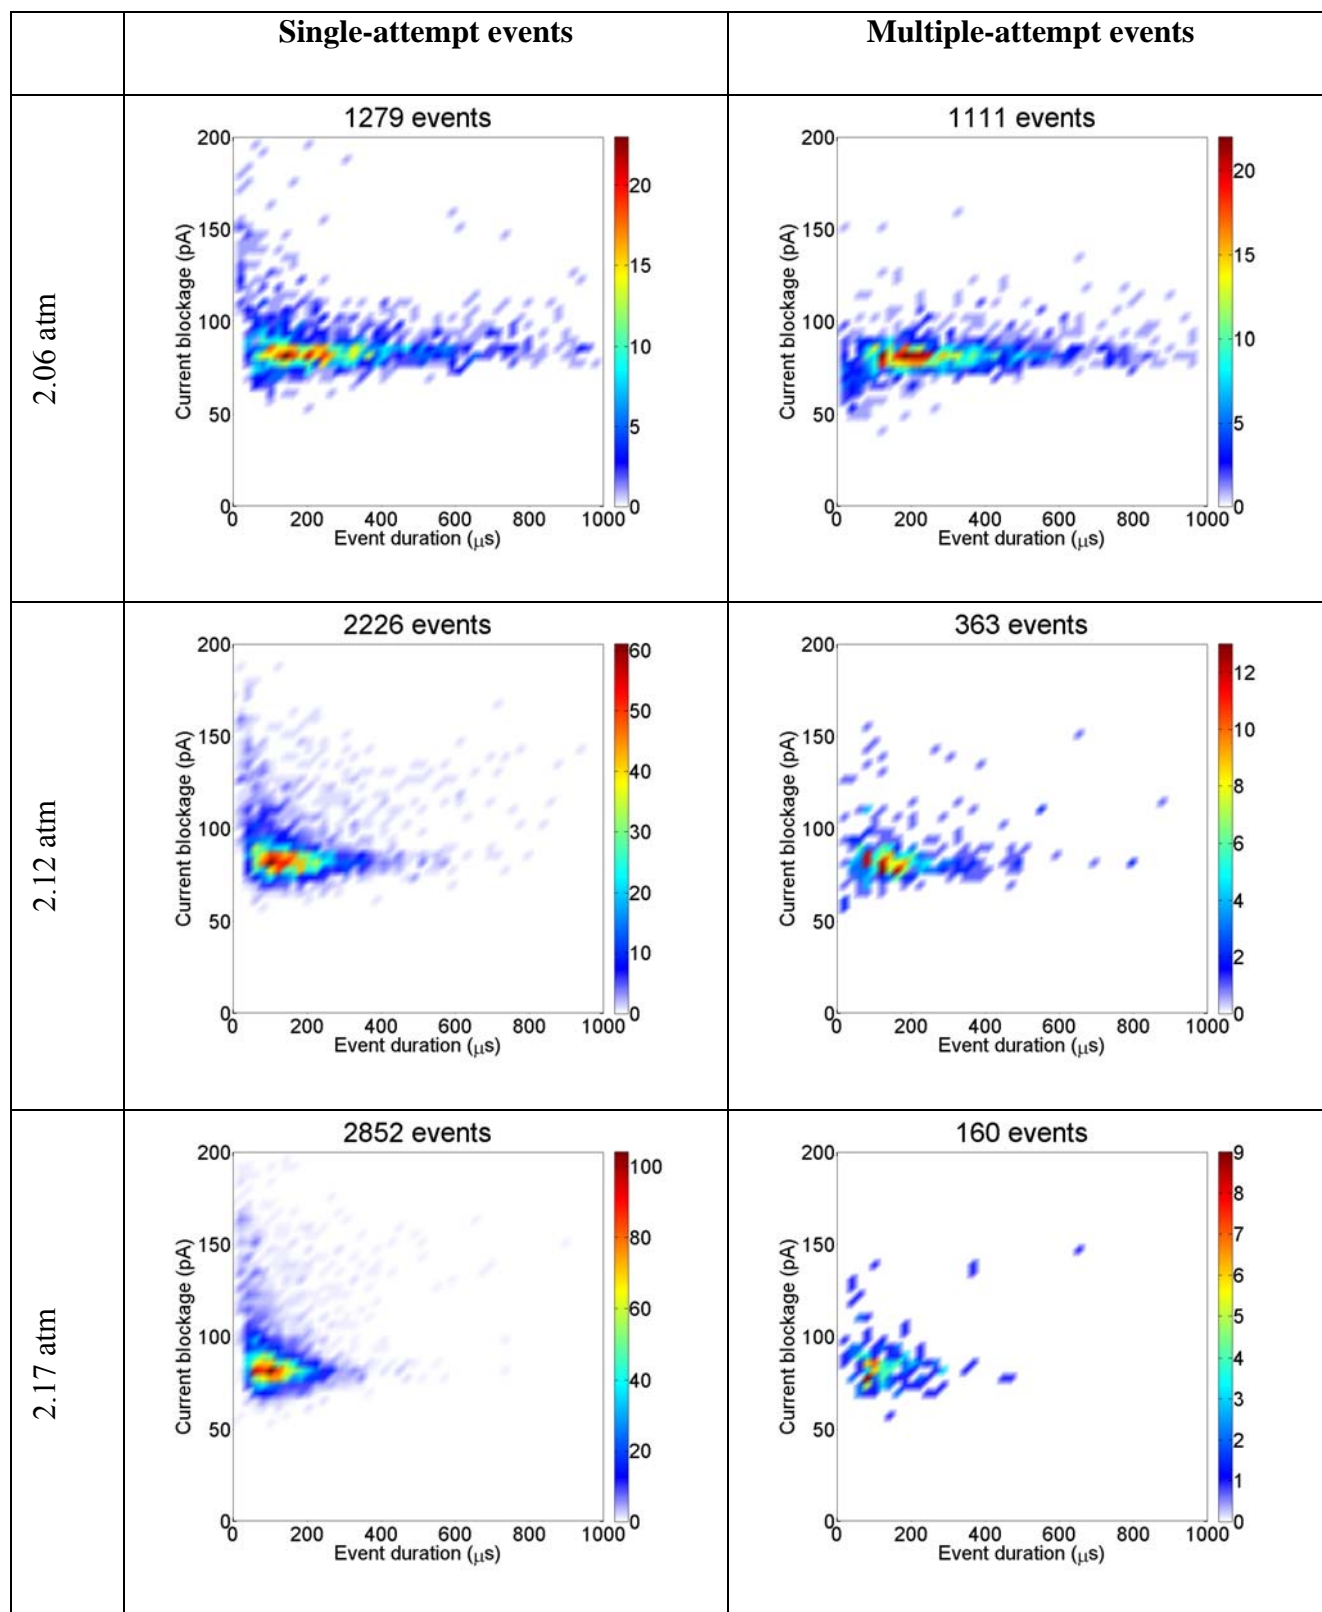 Single-attempt events
Multiple-attempt events
2.06 atm
1279 events
200
150
100
50
0
Current blockage (pA)
0 200 400 600 800 1000
Event duration (μs)
20
15
10
5
0
1111 events
200
150
100
50
0
Current blockage (pA)
0 200 400 600 800 1000
Event duration (μs)
20
15
10
5
0
2.12 atm
2226 events
200
150
100
50
0
Current blockage (pA)
0 200 400 600 800 1000
Event duration (μs)
60
50
40
30
20
10
0
363 events
200
150
100
50
0
Current blockage (pA)
0 200 400 600 800 1000
Event duration (μs)
12
10
8
6
4
2
0
2.17 atm
2852 events
200
150
100
50
0
Current blockage (pA)
0 200 400 600 800 1000
Event duration (μs)
100
80
60
40
20
0
160 events
200
150
100
50
0
Current blockage (pA)
0 200 400 600 800 1000
Event duration (μs)
9
8
7
6
5
4
3
2
1
0